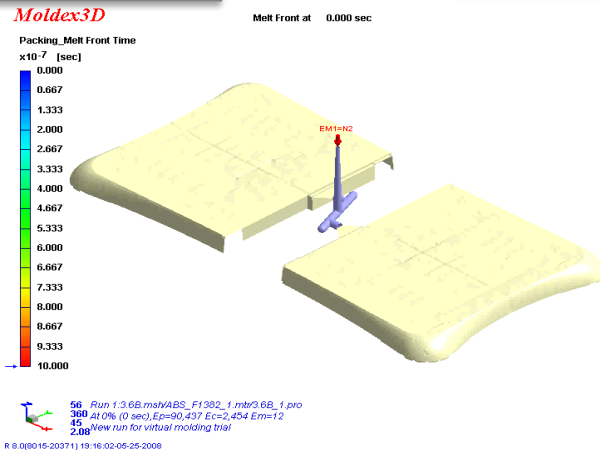 Moldex3D
Melt Front at 0.000 sec
Packing_Melt Front Time
x10-7 [sec]
0.000
0.667
1.333
2.000
2.667
3.333
4.000
4.667
5.333
6.000
6.667
7.333
8.000
8.667
9.333
10.000
EM1=N2
56 Run 1:3.6B.msh/ABS_F1382_1.mtr/3.6B_1.pro
360 At 0% (0 sec),Ep=90,437 Ec=2,454 Em=12
45 New run for virtual molding trial
2.08
R 8.0(8015-20371) 19:16:02-05-25-2008